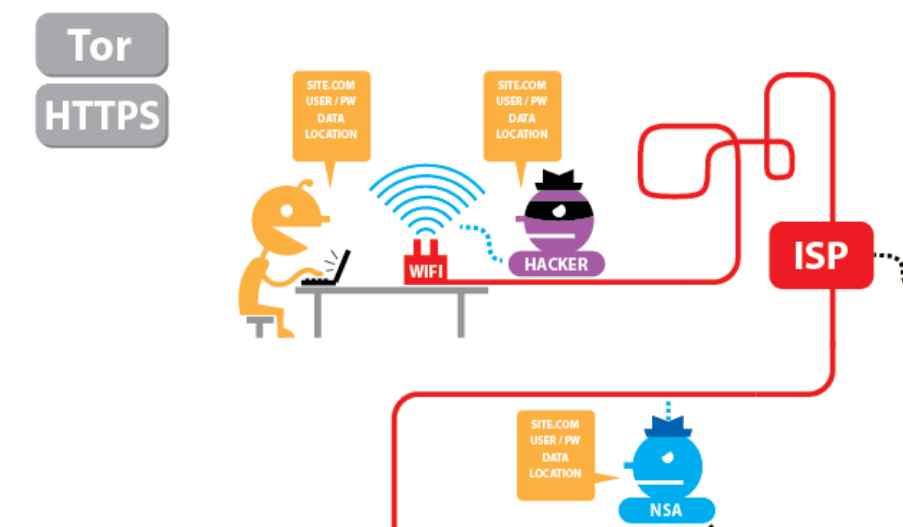 Tor
HTTPS
SITE.COM
USER / PW
DATA
LOCATION
SITE.COM
USER / PW
DATA
LOCATION
WIFI
HACKER
ISP
SITE.COM
USER / PW
DATA
LOCATION
NSA